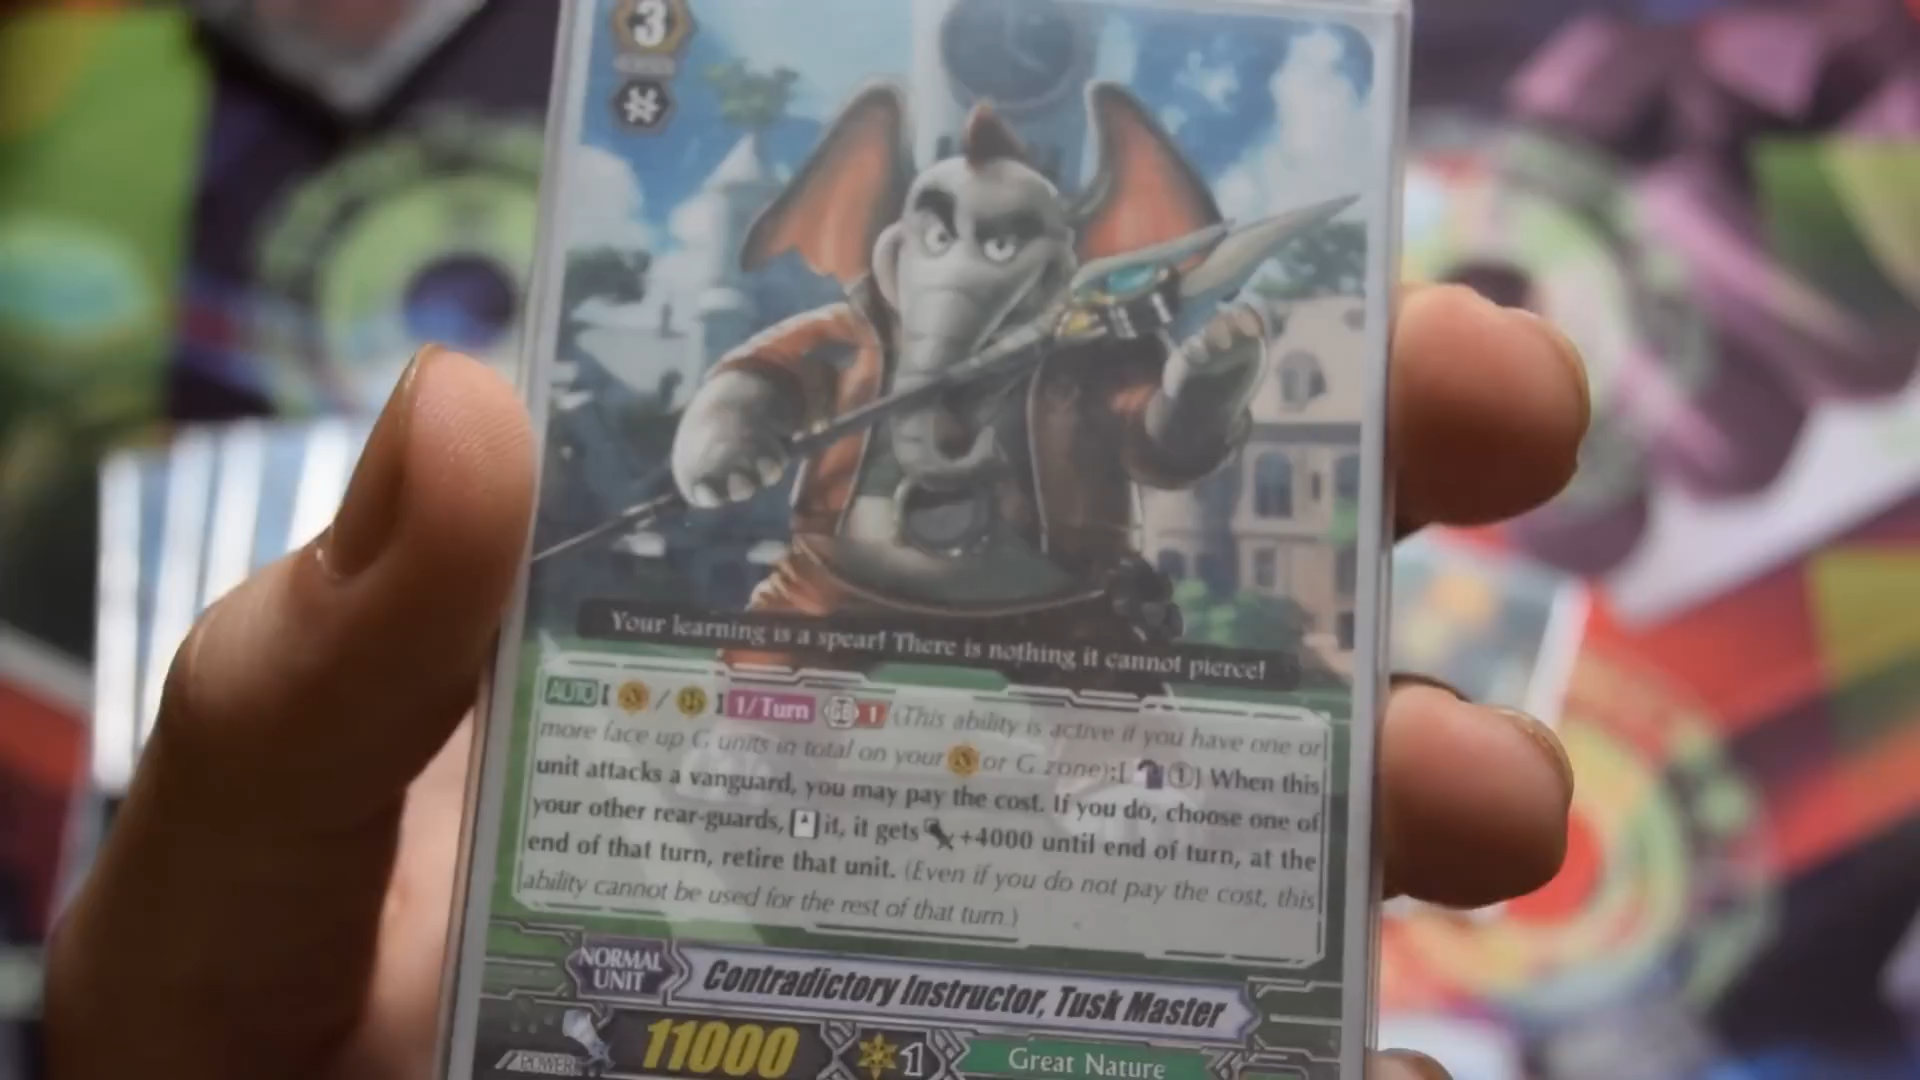 3
Your learning is a spear! There is nothing it cannot pierce!
AUTO [ / ] 1/Turn GB 1 (This ability is active if you have one or
more face up G units in total on your or G zone):[ ①] When this
unit attacks a vanguard, you may pay the cost. If you do, choose one of
your other rear-guards, it, it gets +4000 until end of turn, at the
end of that turn, retire that unit. (Even if you do not pay the cost, this
ability cannot be used for the rest of that turn.)
NORMAL
UNIT
Contradictory Instructor, Tusk Master
POWER 11000 1 Great Nature